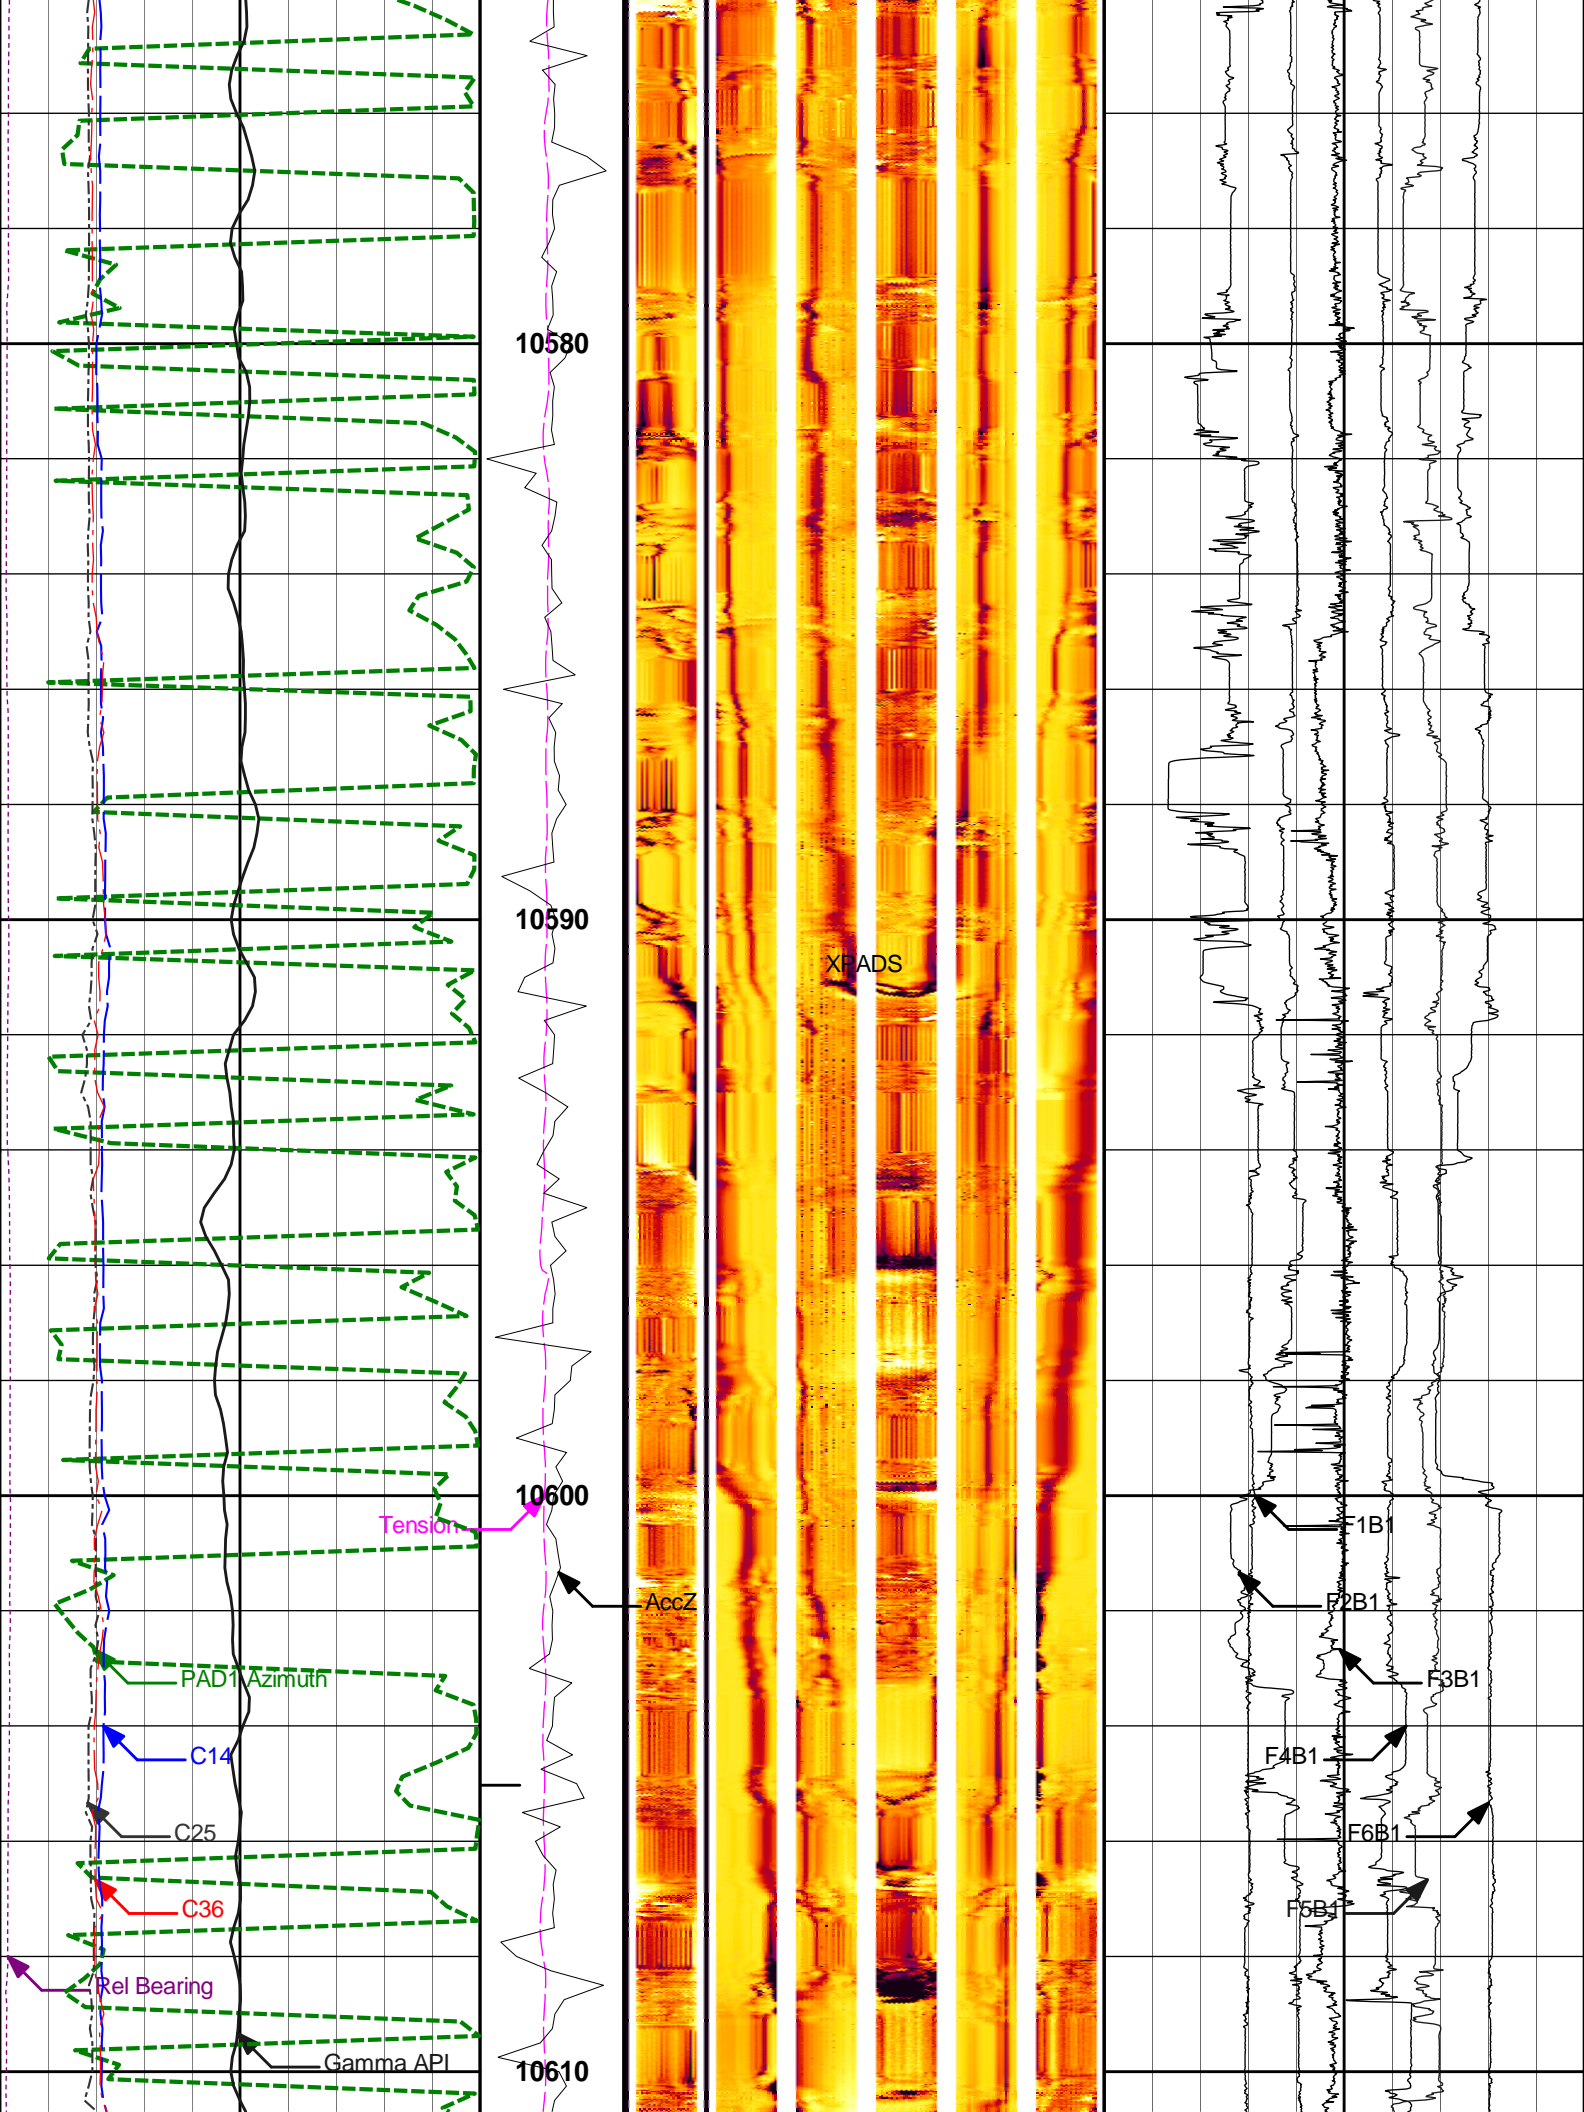 10580
10590
XPADS
10600
Tension
F1B1
AccZ
F2B1
PAD1 Azimuth
F3B1
C14
F4B1
C25
F6B1
C36
F5B1
Rel Bearing
Gamma API
10610